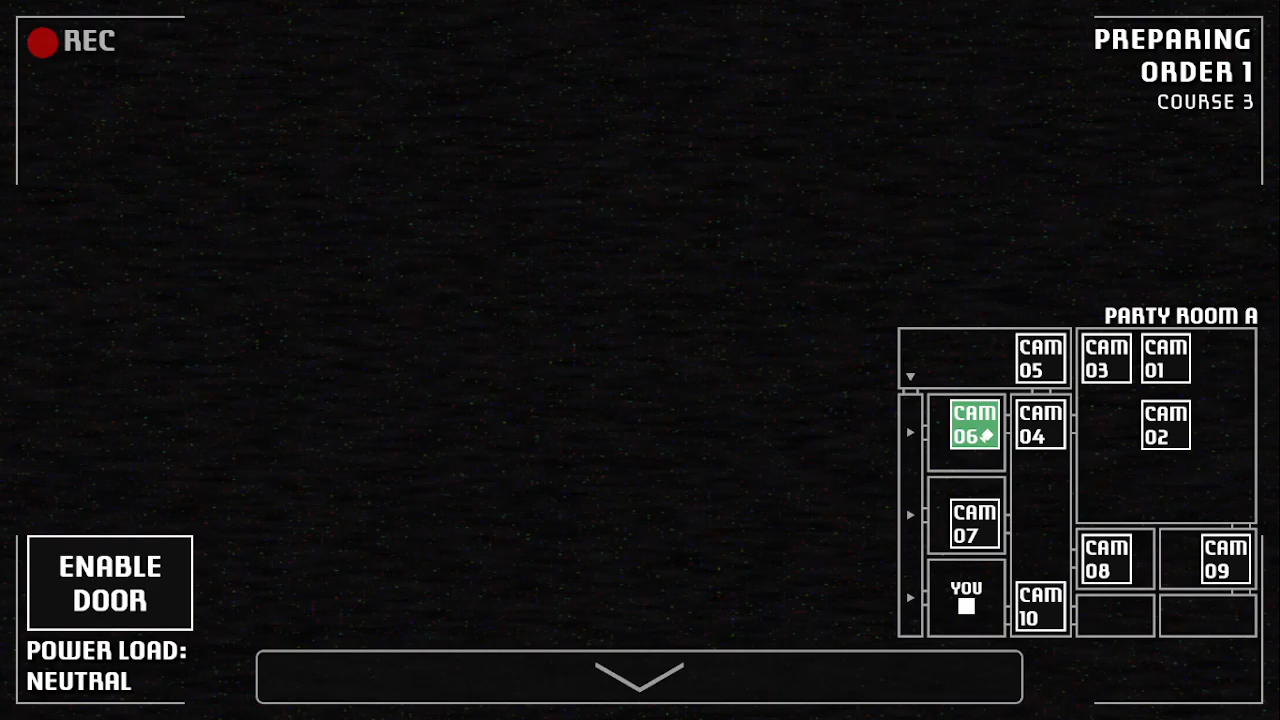 REC
PREPARING
ORDER 1
COURSE 3
PARTY ROOM A
CAM
05
CAM
03
CAM
01
CAM
06
CAM
04
CAM
02
CAM
07
CAM
08
CAM
09
YOU
CAM
10
ENABLE
DOOR
POWER LOAD:
NEUTRAL